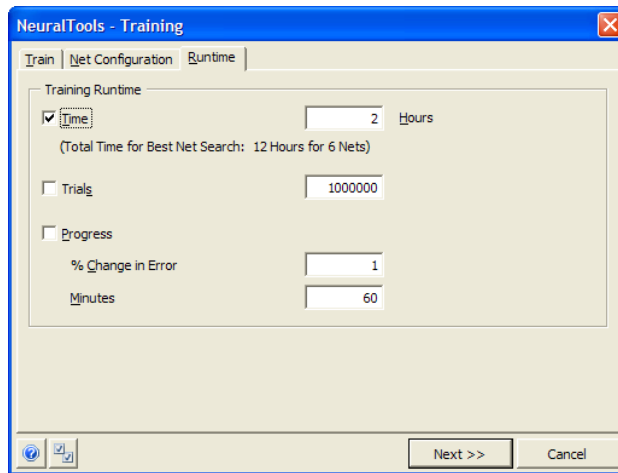 NeuralTools - Training
Train Net Configuration Runtime
Training Runtime
Time 2 Hours
(Total Time for Best Net Search: 12 Hours for 6 Nets)
Trials 1000000
Progress
% Change in Error 1
Minutes 60
Next >> Cancel